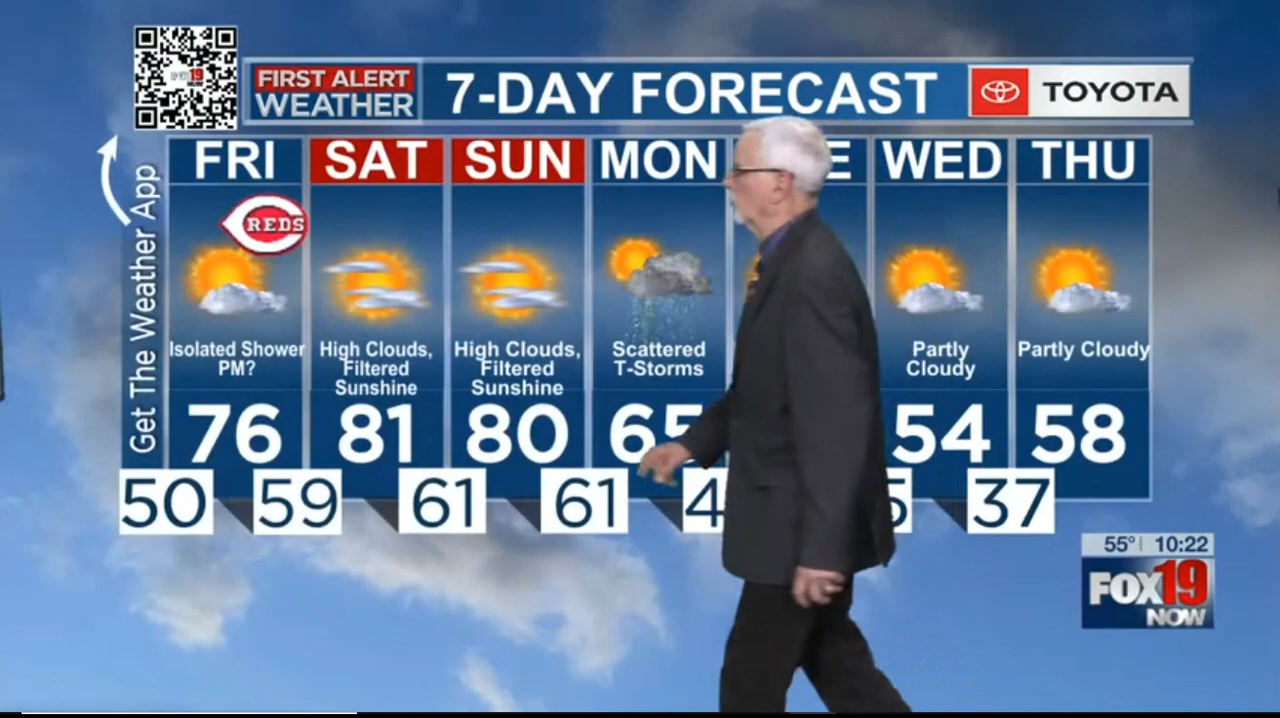 FIRST ALERT
WEATHER
7-DAY FORECAST
TOYOTA
Get The Weather App
FRI
SAT
SUN
MON
WED
THU
REDS
Isolated Shower
PM?
High Clouds,
Filtered
Sunshine
High Clouds,
Filtered
Sunshine
Scattered
T-Storms
Partly
Cloudy
Partly Cloudy
76
81
80
65
54
58
50
59
61
61
37
55° 10:22
FOX19
NOW